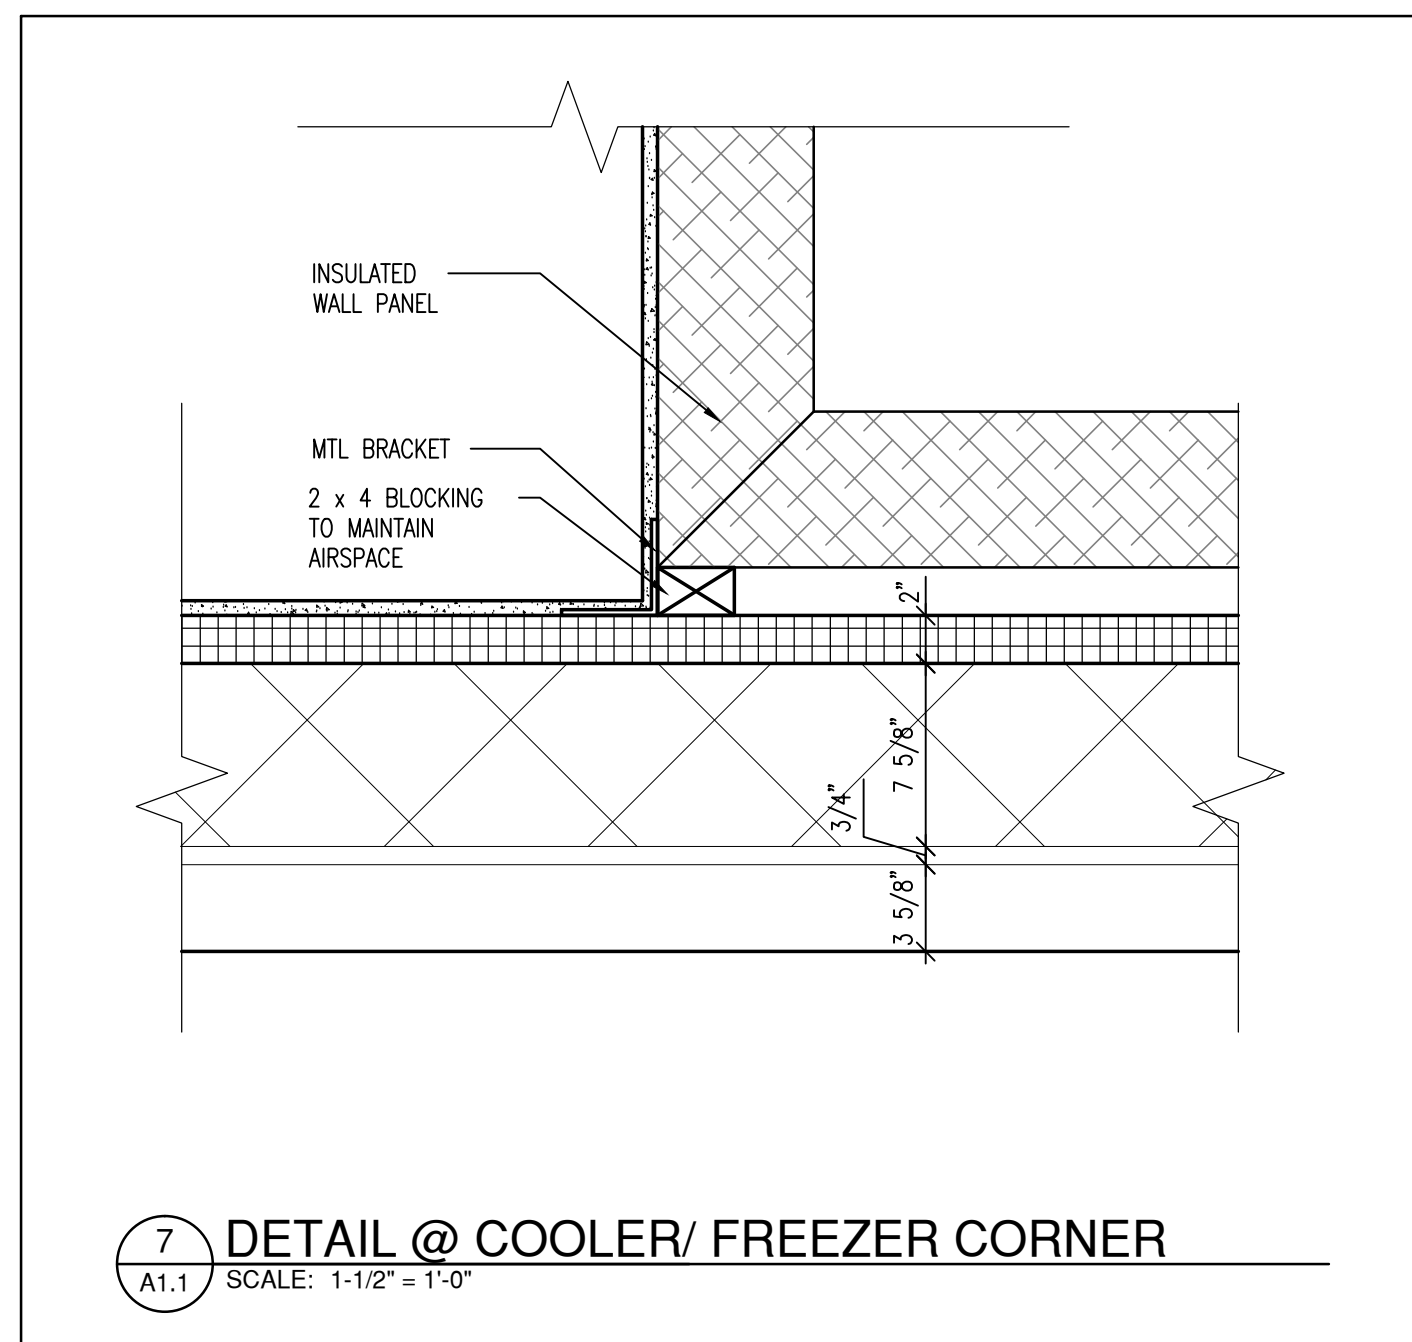 INSULATED
WALL PANEL
MTL BRACKET
2 x 4 BLOCKING
TO MAINTAIN
AIRSPACE
2"
7 5/8"
3/4"
3 5/8"
7
A1.1
DETAIL @ COOLER/ FREEZER CORNER
SCALE: 1-1/2" = 1'-0"